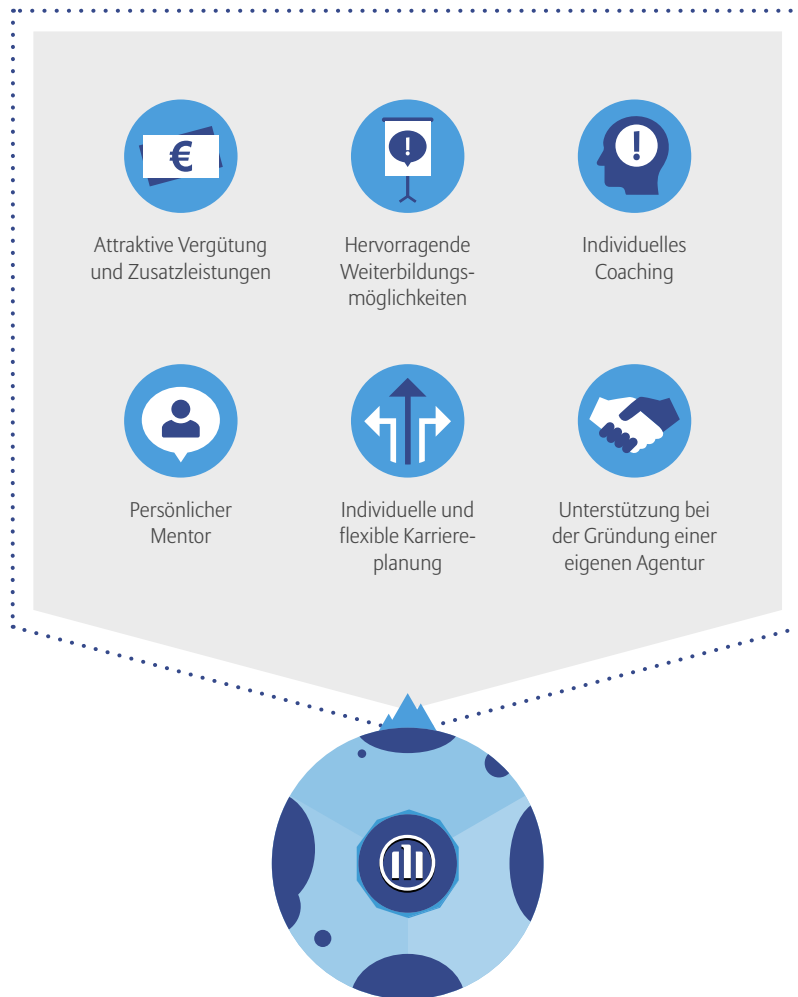 €
!
!
Attraktive Vergütung
und Zusatzleistungen
Hervorragende
Weiterbildungs-
möglichkeiten
Individuelles
Coaching
Persönlicher
Mentor
Individuelle und
flexible Karriere-
planung
Unterstützung bei
der Gründung einer
eigenen Agentur